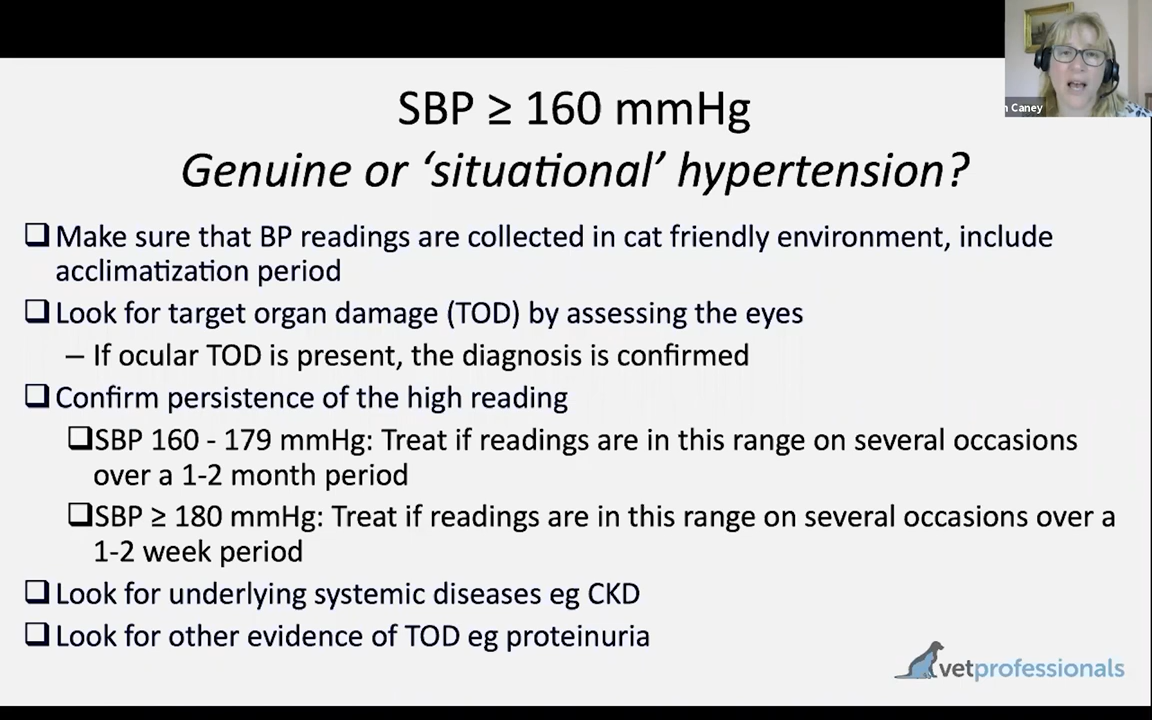 n Caney
SBP ≥ 160 mmHg
Genuine or ‘situational’ hypertension?
❑ Make sure that BP readings are collected in cat friendly environment, include
acclimatization period
❑ Look for target organ damage (TOD) by assessing the eyes
– If ocular TOD is present, the diagnosis is confirmed
❑ Confirm persistence of the high reading
❑ SBP 160 - 179 mmHg: Treat if readings are in this range on several occasions
over a 1-2 month period
❑ SBP ≥ 180 mmHg: Treat if readings are in this range on several occasions over a
1-2 week period
❑ Look for underlying systemic diseases eg CKD
❑ Look for other evidence of TOD eg proteinuria
vetprofessionals